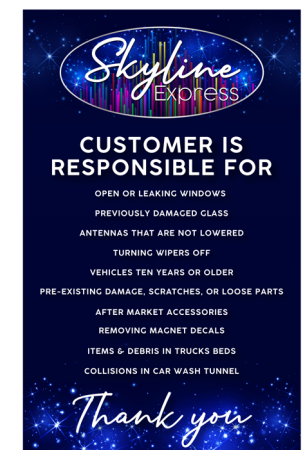 Skyline
Express
CUSTOMER IS
RESPONSIBLE FOR
OPEN OR LEAKING WINDOWS
PREVIOUSLY DAMAGED GLASS
ANTENNAS THAT ARE NOT LOWERED
TURNING WIPERS OFF
VEHICLES TEN YEARS OR OLDER
PRE-EXISTING DAMAGE, SCRATCHES, OR LOOSE PARTS
AFTER MARKET ACCESSORIES
REMOVING MAGNET DECALS
ITEMS & DEBRIS IN TRUCKS BEDS
COLLISIONS IN CAR WASH TUNNEL
Thank you